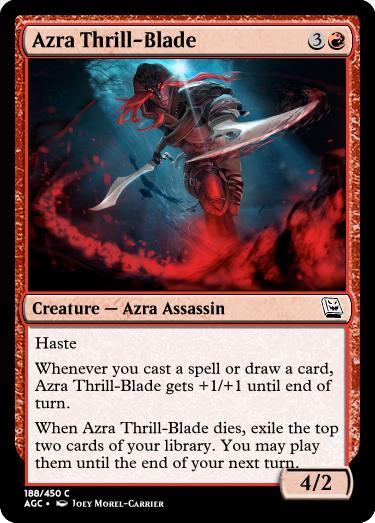 Azra Thrill-Blade 3
Creature — Azra Assassin
Haste
Whenever you cast a spell or draw a card,
Azra Thrill-Blade gets +1/+1 until end of
turn.
When Azra Thrill-Blade dies, exile the top
two cards of your library. You may play
them until the end of your next turn.
4/2
188/450 C
AGC • Joey Morel-Carrier